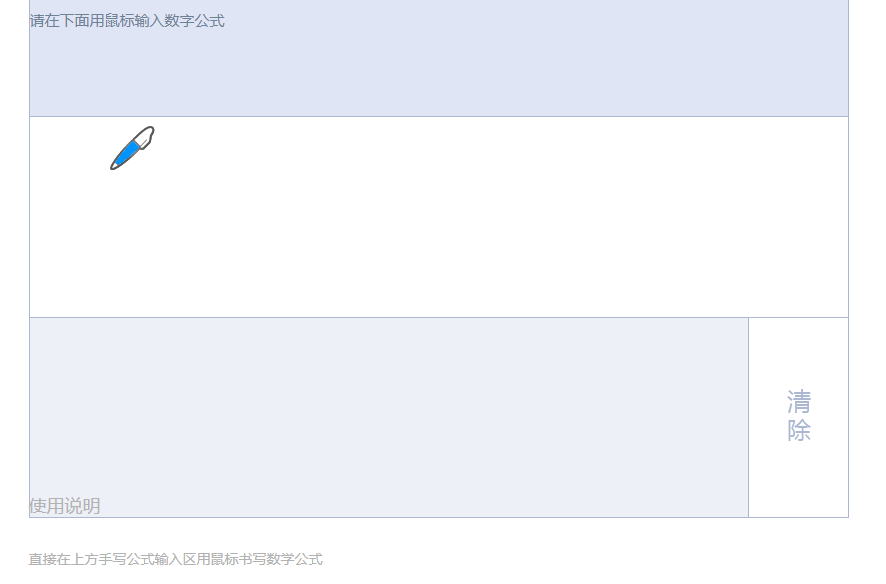 请在下面用鼠标输入数字公式
清
除
使用说明
直接在上方手写公式输入区用鼠标书写数学公式